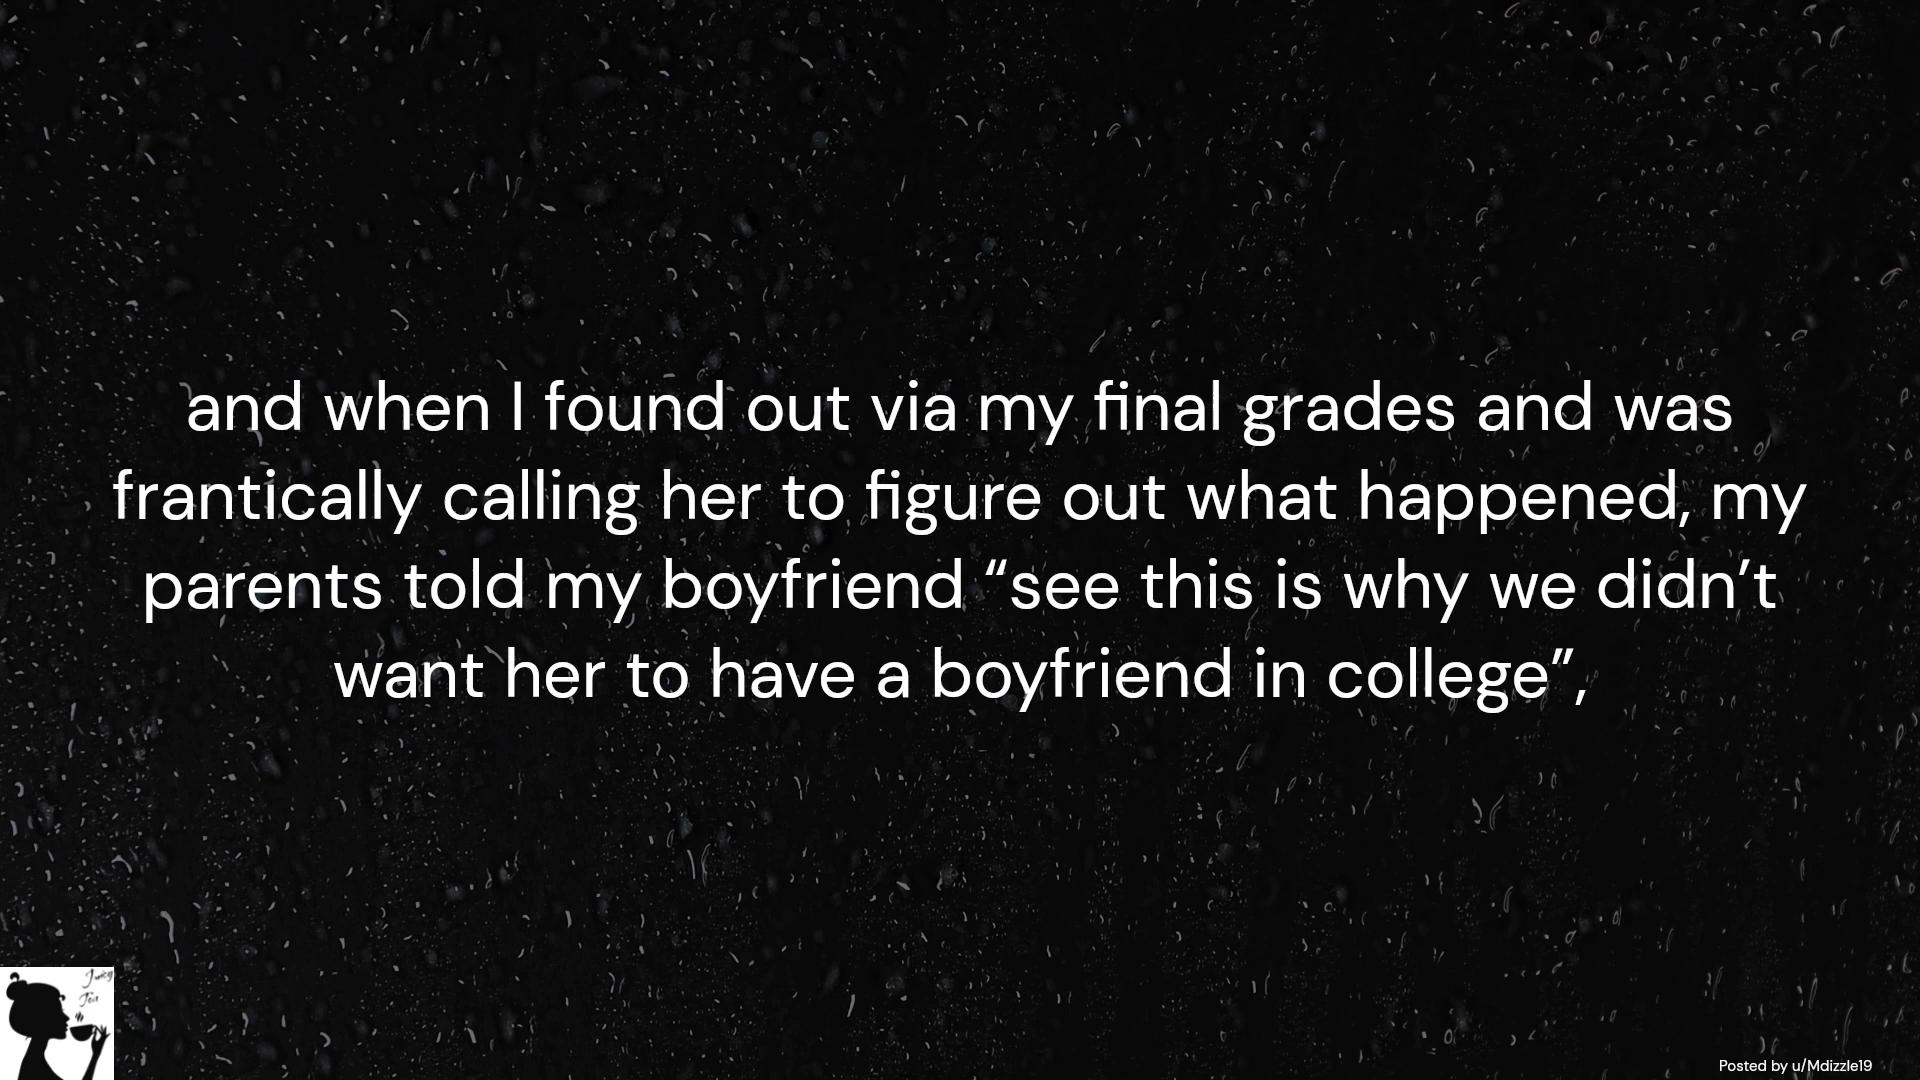 and when I found out via my final grades and was
frantically calling her to figure out what happened, my
parents told my boyfriend “see this is why we didn’t
want her to have a boyfriend in college”,
Juicy
Tea
Posted by u/Mdizzle19